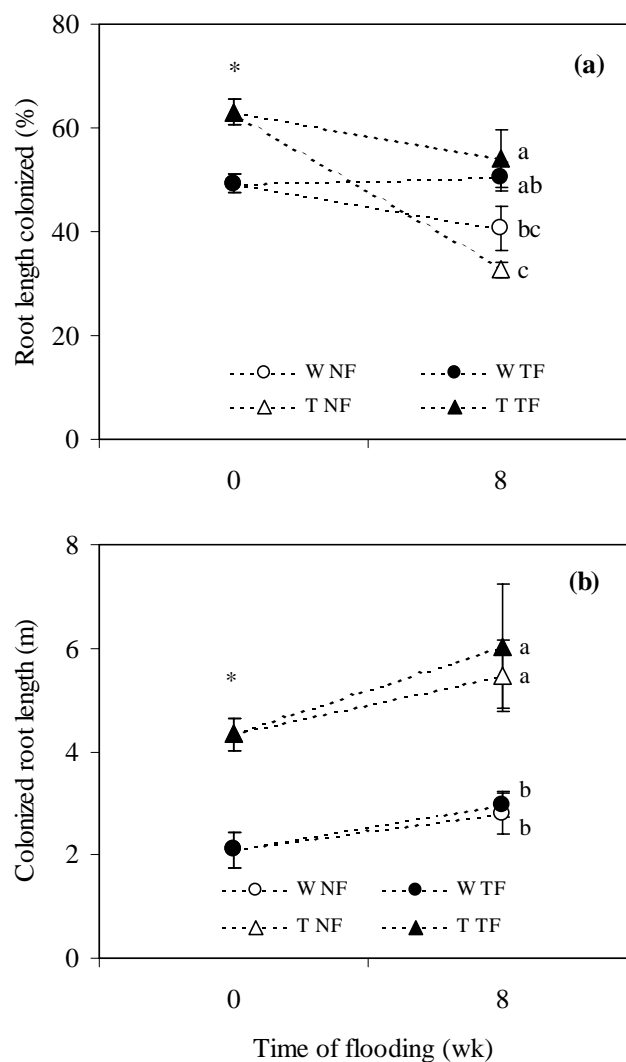 80
(a)
*
60
a
ab
40
bc
c
20
W NF W TF
T NF T TF
0
0 8
Root length colonized (%)
8
(b)
6
a
*
a
4
b
b
2
W NF W TF
T NF T TF
0
0 8
Colonized root length (m)
Time of flooding (wk)